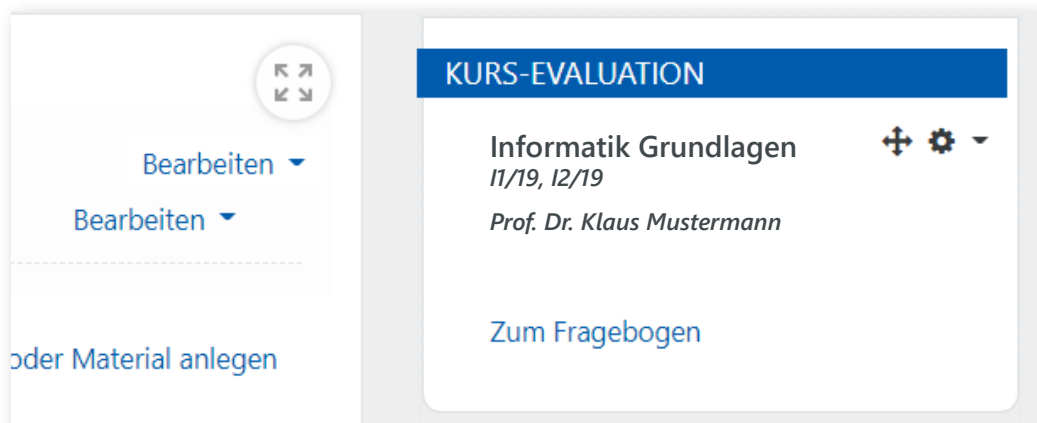 Bearbeiten
Bearbeiten
oder Material anlegen
KURS-EVALUATION
Informatik Grundlagen
I1/19, I2/19
Prof. Dr. Klaus Mustermann
Zum Fragebogen